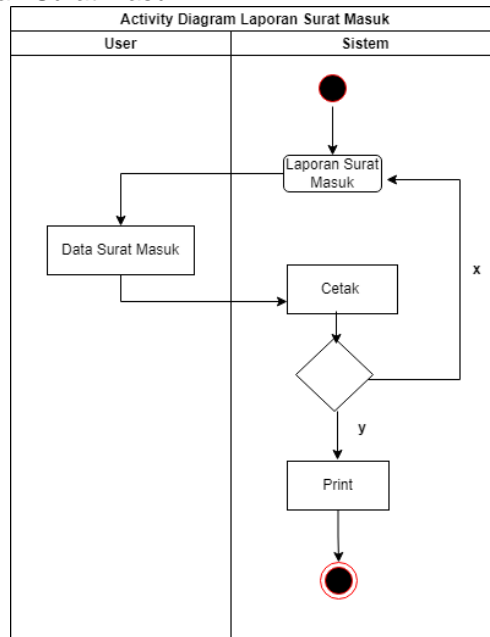 Activity Diagram Laporan Surat Masuk
User
Sistem
Laporan Surat
Masuk
Data Surat Masuk
x
Cetak
y
Print